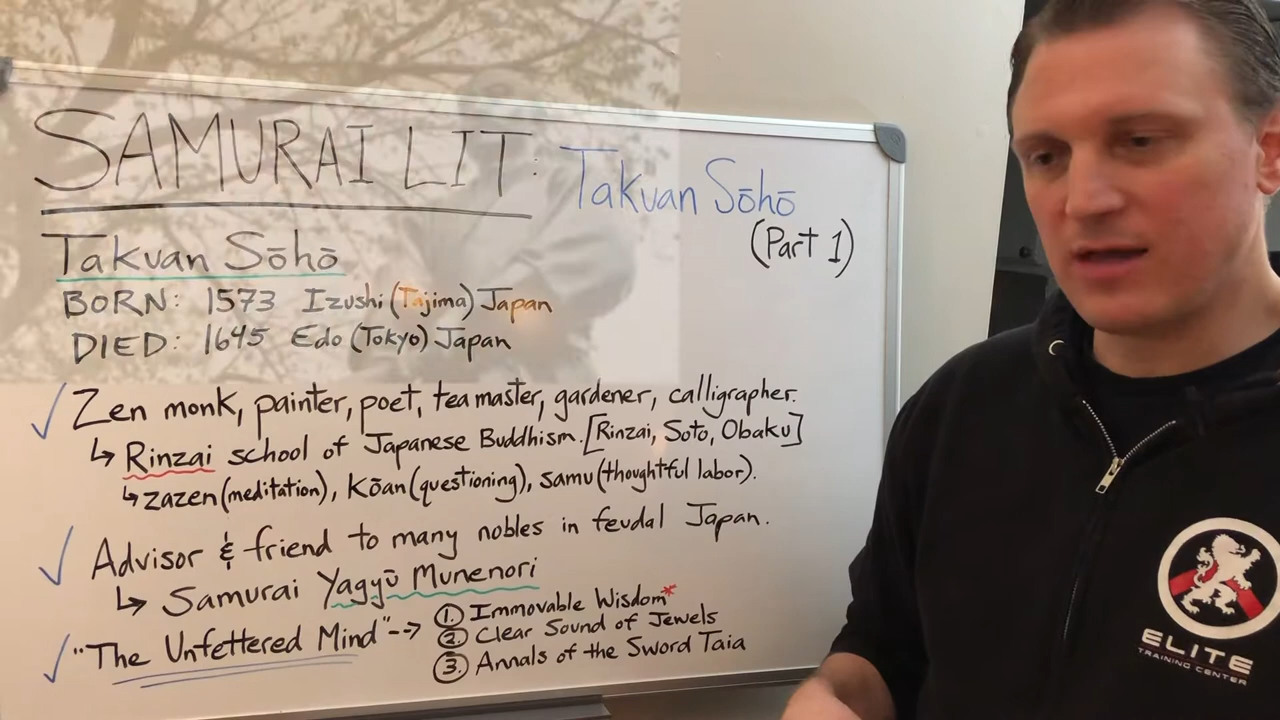 SAMURAI LIT: Takuan Sōhō
(Part 1)
Takuan Sōhō
BORN: 1573 Izushi (Tajima) Japan
DIED: 1645 Edo (Tokyo) Japan
✓ Zen monk, painter, poet, tea master, gardener, calligrapher.
↳ Rinzai school of Japanese Buddhism. [Rinzai, Soto, Obaku]
↳ zazen (meditation), Kōan (questioning), samu (thoughtful labor).
✓ Advisor & friend to many nobles in feudal Japan.
↳ Samurai Yagyū Munenori
✓ "The Unfettered Mind" --> ① Immovable Wisdom*
② Clear Sound of Jewels
③ Annals of the Sword Taia
ELITE
TRAINING CENTER